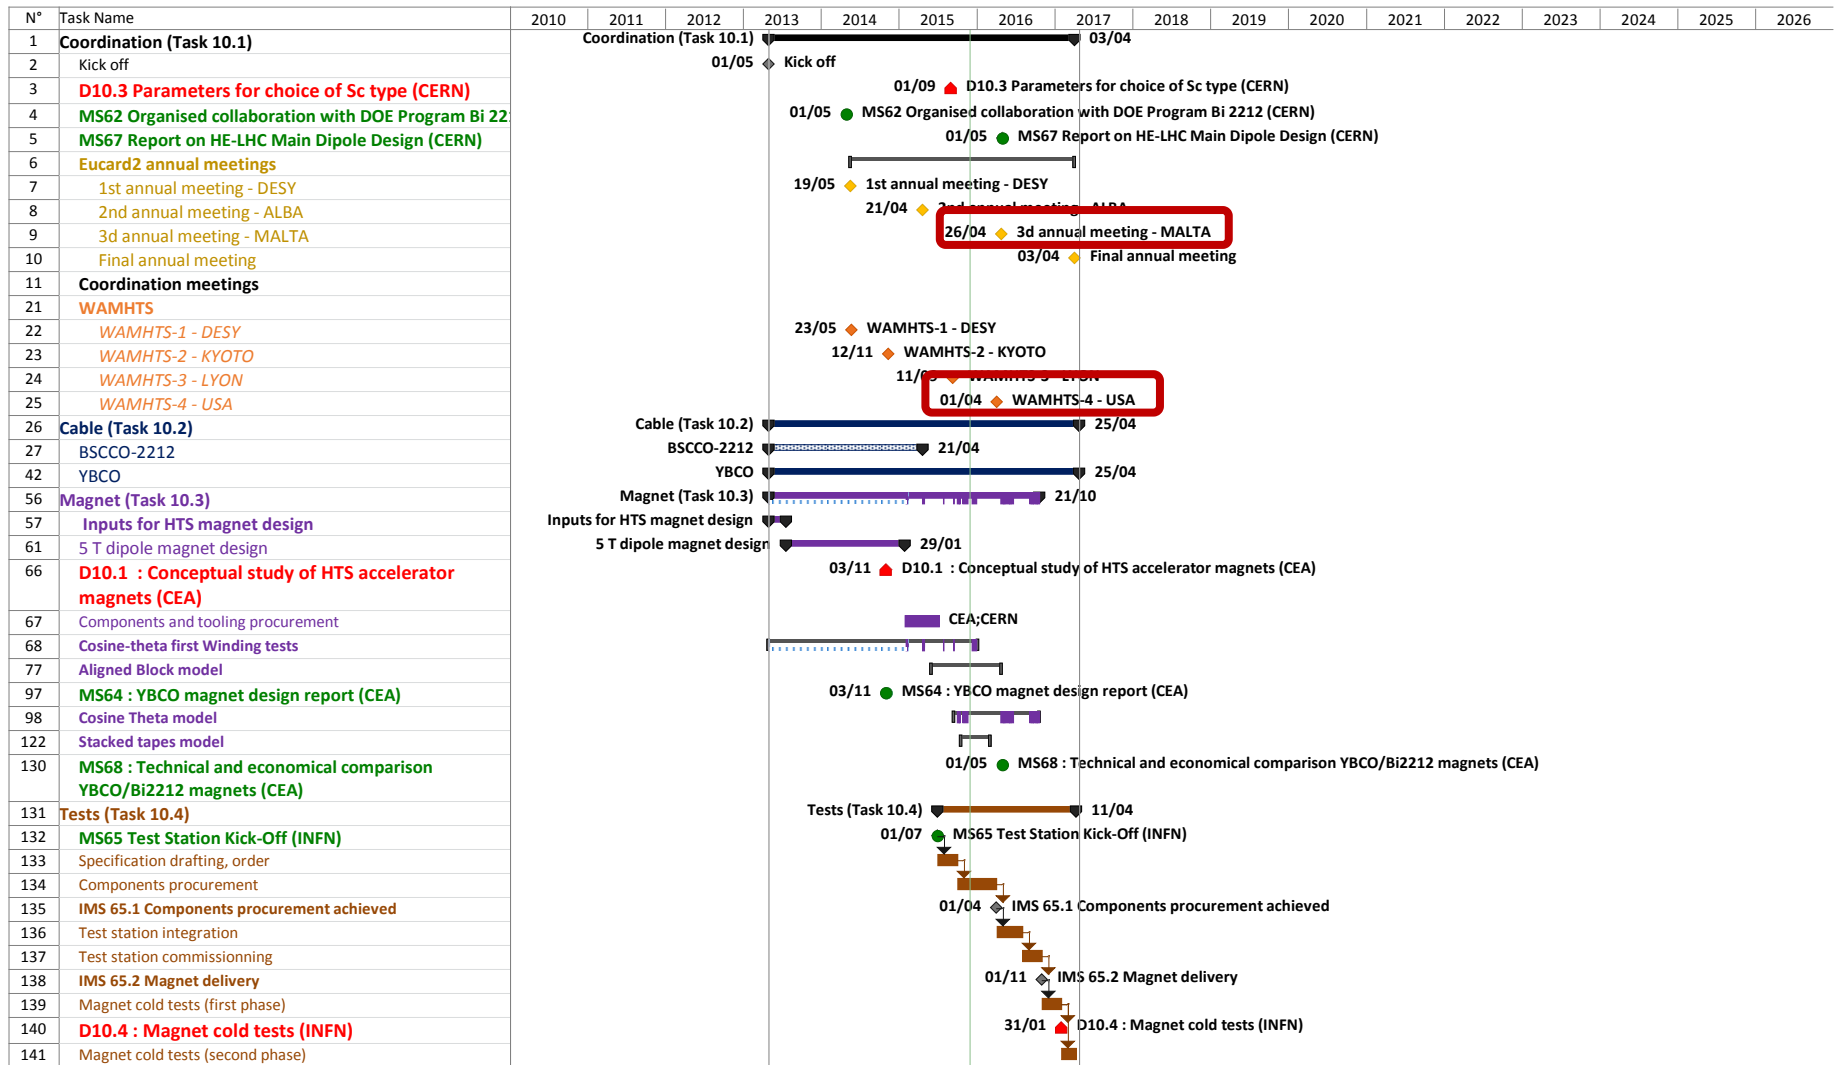 N° Task Name 2010 2011 2012 2013 2014 2015 2016 2017 2018 2019 2020 2021 2022 2023 2024 2025 2026
1 Coordination (Task 10.1) Coordination (Task 10.1) 03/04
2 Kick off 01/05 Kick off
3 D10.3 Parameters for choice of Sc type (CERN) 01/09 D10.3 Parameters for choice of Sc type (CERN)
4 MS62 Organised collaboration with DOE Program Bi 221 01/05 MS62 Organised collaboration with DOE Program Bi 2212 (CERN)
5 MS67 Report on HE-LHC Main Dipole Design (CERN) 01/05 MS67 Report on HE-LHC Main Dipole Design (CERN)
6 Eucard2 annual meetings
7 1st annual meeting - DESY 19/05 1st annual meeting - DESY
8 2nd annual meeting - ALBA 21/04 2nd annual meeting - ALBA
9 3d annual meeting - MALTA 26/04 3d annual meeting - MALTA
10 Final annual meeting 03/04 Final annual meeting
11 Coordination meetings
21 WAMHTS
22 WAMHTS-1 - DESY 23/05 WAMHTS-1 - DESY
23 WAMHTS-2 - KYOTO 12/11 WAMHTS-2 - KYOTO
24 WAMHTS-3 - LYON 11/09 WAMHTS-3 - LYON
25 WAMHTS-4 - USA 01/04 WAMHTS-4 - USA
26 Cable (Task 10.2) Cable (Task 10.2) 25/04
27 BSCCO-2212 BSCCO-2212 21/04
42 YBCO YBCO 25/04
56 Magnet (Task 10.3) Magnet (Task 10.3) 21/10
57 Inputs for HTS magnet design Inputs for HTS magnet design
61 5 T dipole magnet design 5 T dipole magnet design 29/01
66 D10.1 : Conceptual study of HTS accelerator 03/11 D10.1 : Conceptual study of HTS accelerator magnets (CEA)
magnets (CEA)
67 Components and tooling procurement CEA;CERN
68 Cosine-theta first Winding tests
77 Aligned Block model
97 MS64 : YBCO magnet design report (CEA) 03/11 MS64 : YBCO magnet design report (CEA)
98 Cosine Theta model
122 Stacked tapes model
130 MS68 : Technical and economical comparison 01/05 MS68 : Technical and economical comparison YBCO/Bi2212 magnets (CEA)
YBCO/Bi2212 magnets (CEA)
131 Tests (Task 10.4) Tests (Task 10.4) 11/04
132 MS65 Test Station Kick-Off (INFN) 01/07 MS65 Test Station Kick-Off (INFN)
133 Specification drafting, order
134 Components procurement
135 IMS 65.1 Components procurement achieved 01/04 IMS 65.1 Components procurement achieved
136 Test station integration
137 Test station commissionning
138 IMS 65.2 Magnet delivery 01/11 IMS 65.2 Magnet delivery
139 Magnet cold tests (first phase)
140 D10.4 : Magnet cold tests (INFN) 31/01 D10.4 : Magnet cold tests (INFN)
141 Magnet cold tests (second phase)